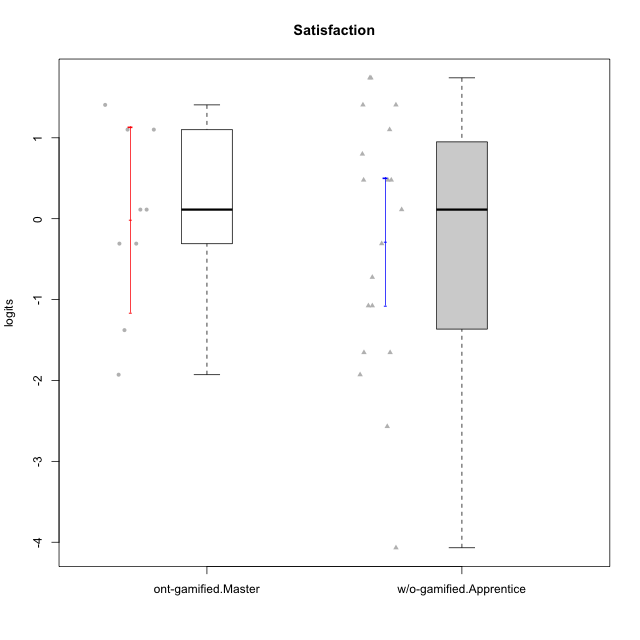 Satisfaction
logits
1
0
-1
-2
-3
-4
ont-gamified.Master w/o-gamified.Apprentice